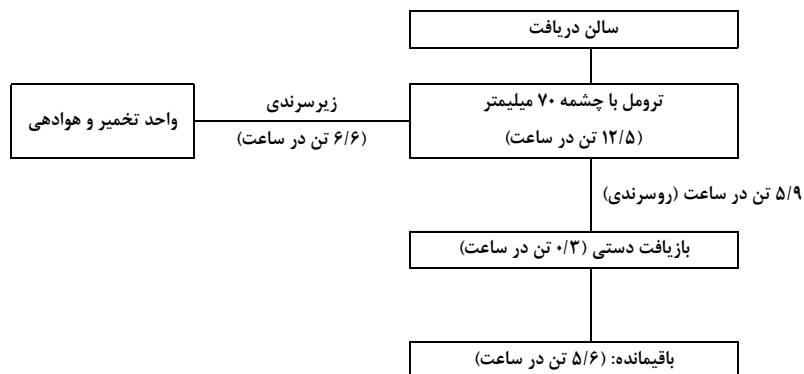 سالن دریافت
ترومل با چشمه ۷۰ میلیمتر
(۱۲/۵ تن در ساعت)
زیرسرندی
(۶/۶ تن در ساعت)
واحد تخمیر و هوادهی
۵/۹ تن در ساعت (روسرندی)
بازیافت دستی (۰/۳ تن در ساعت)
باقیمانده: (۵/۶ تن در ساعت)